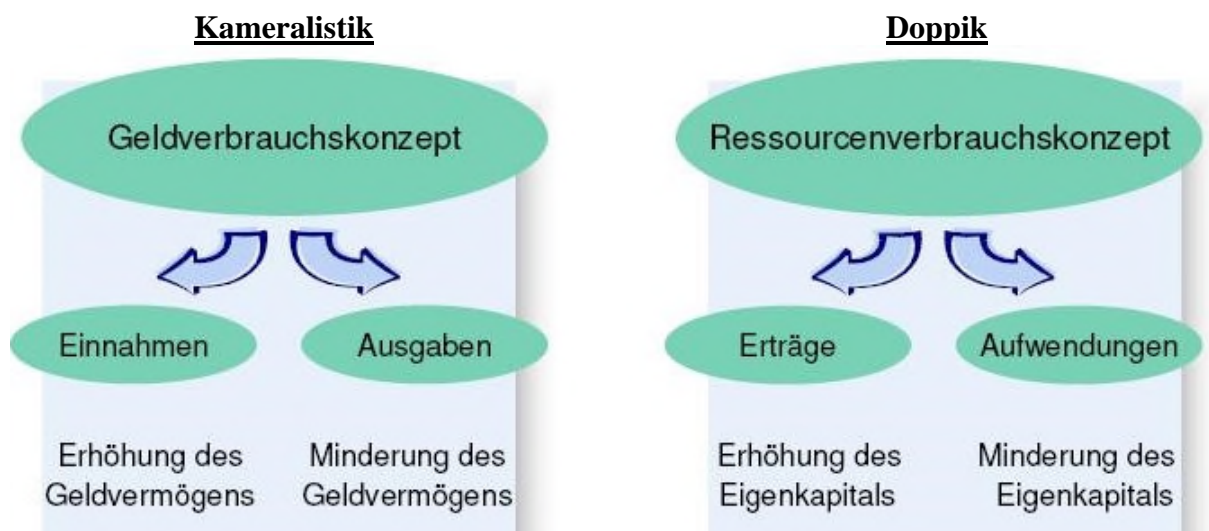 Kameralistik
Geldverbrauchskonzept
Einnahmen
Ausgaben
Erhöhung des
Geldvermögens
Minderung des
Geldvermögens
Doppik
Ressourcenverbrauchskonzept
Erträge
Aufwendungen
Erhöhung des
Eigenkapitals
Minderung des
Eigenkapitals